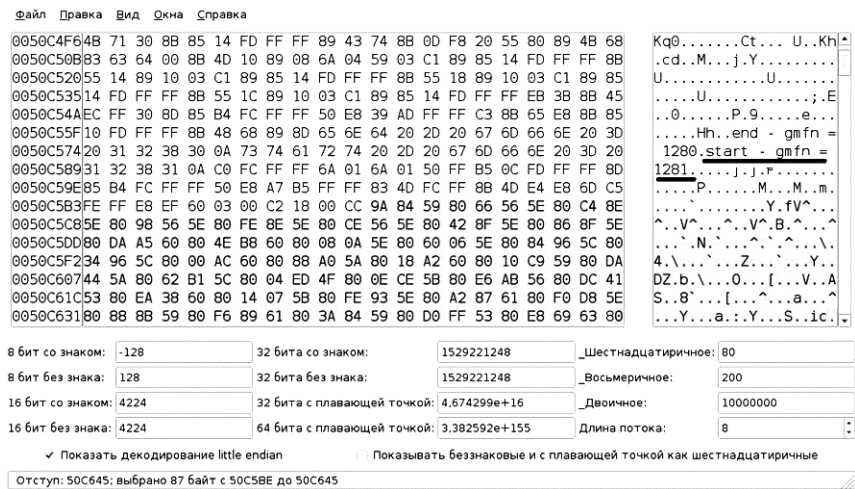 Файл Правка Вид Окна Справка
0050C4F6 4B 71 30 8B 85 14 FD FF FF 89 43 74 8B 0D F8 20 55 80 89 4B 68
0050C50B 83 63 64 00 8B 4D 10 89 08 6A 04 59 03 C1 89 85 14 FD FF FF 8B
0050C520 55 14 89 10 03 C1 89 85 14 FD FF FF 8B 55 18 89 10 03 C1 89 85
0050C535 14 FD FF FF 8B 55 1C 89 10 03 C1 89 85 14 FD FF FF EB 3B 8B 45
0050C54A EC FF 30 8D 85 B4 FC FF FF 50 E8 39 AD FF FF C3 8B 65 E8 8B 85
0050C55F 10 FD FF FF 8B 48 68 89 8D 65 6E 64 20 2D 20 67 6D 66 6E 20 3D
0050C574 20 31 32 38 30 0A 73 74 61 72 74 20 2D 20 67 6D 66 6E 20 3D 20
0050C589 31 32 38 31 0A C0 FC FF FF 6A 01 6A 01 50 FF B5 0C FD FF FF 8D
0050C59E 85 B4 FC FF FF 50 E8 A7 B5 FF FF 83 4D FC FF 8B 4D E4 E8 6D C5
0050C5B3 FE FF E8 EF 60 03 00 C2 18 00 CC 9A 84 59 80 66 56 5E 80 C4 8E
0050C5C8 5E 80 98 56 5E 80 FE 8E 5E 80 CE 56 5E 80 42 8F 5E 80 86 8F 5E
0050C5DD 80 DA A5 60 80 4E B8 60 80 08 0A 5E 80 60 06 5E 80 84 96 5C 80
0050C5F2 34 96 5C 80 00 AC 60 80 88 A0 5A 80 18 A2 60 80 10 C9 59 80 DA
0050C607 44 5A 80 62 B1 5C 80 04 ED 4F 80 0E CE 5B 80 E6 AB 56 80 DC 41
0050C61C 53 80 EA 38 60 80 14 07 5B 80 FE 93 5E 80 A2 87 61 80 F0 D8 5E
0050C631 80 88 8B 59 80 F6 89 61 80 3A 84 59 80 D0 FF 53 80 E8 69 63 80
Kq0.......Ct... U..Kh
.cd..M...j.Y.........
U...........U........
.....U...........;.E
..0......P.9.....e...
.....Hh..end - gmfn =
1280.start - gmfn =
1281.....j.j.P.......
.....P......M...M..m.
....`........Y.fV^...
^..V^...^..V^.B.^...^
...`.N.`...^.`.^...\.
4.\...`...Z...`...Y..
DZ.b.\...O...[...V..A
S..8`...[...^...a...^
...Y...a.:.Y...S..ic.
8 бит со знаком: -128 32 бита со знаком: 1529221248 _Шестнадцатиричное: 80
8 бит без знака: 128 32 бита без знака: 1529221248 _Восьмеричное: 200
16 бит со знаком: 4224 32 бита с плавающей точкой: 4,674299e+16 _Двоичное: 10000000
16 бит без знака: 4224 64 бита с плавающей точкой: 3,382592e+155 Длина потока: 8
✓ Показать декодирование little endian Показывать беззнаковые и с плавающей точкой как шестнадцатиричные
Отступ: 50C645; выбрано 87 байт с 50C5BE до 50C645